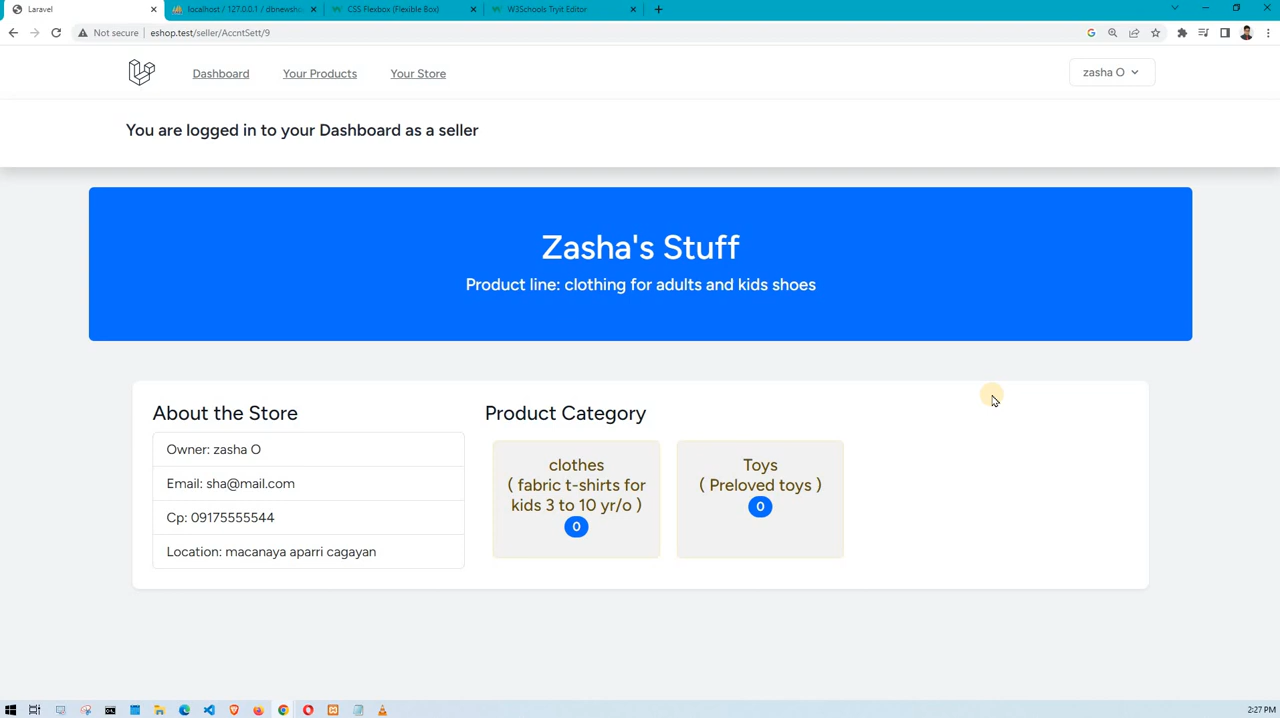 Laravel
localhost / 127.0.0.1 / dbnewsh
CSS Flexbox (Flexible Box)
W3Schools Tryit Editor
Not secure
eshop.test/seller/AccntSett/9
Dashboard
Your Products
Your Store
zasha O
You are logged in to your Dashboard as a seller
Zasha's Stuff
Product line: clothing for adults and kids shoes
About the Store
Owner: zasha O
Email: sha@mail.com
Cp: 09175555544
Location: macanaya aparri cagayan
Product Category
clothes
( fabric t-shirts for
kids 3 to 10 yr/o )
0
Toys
( Preloved toys )
0
2:27 PM